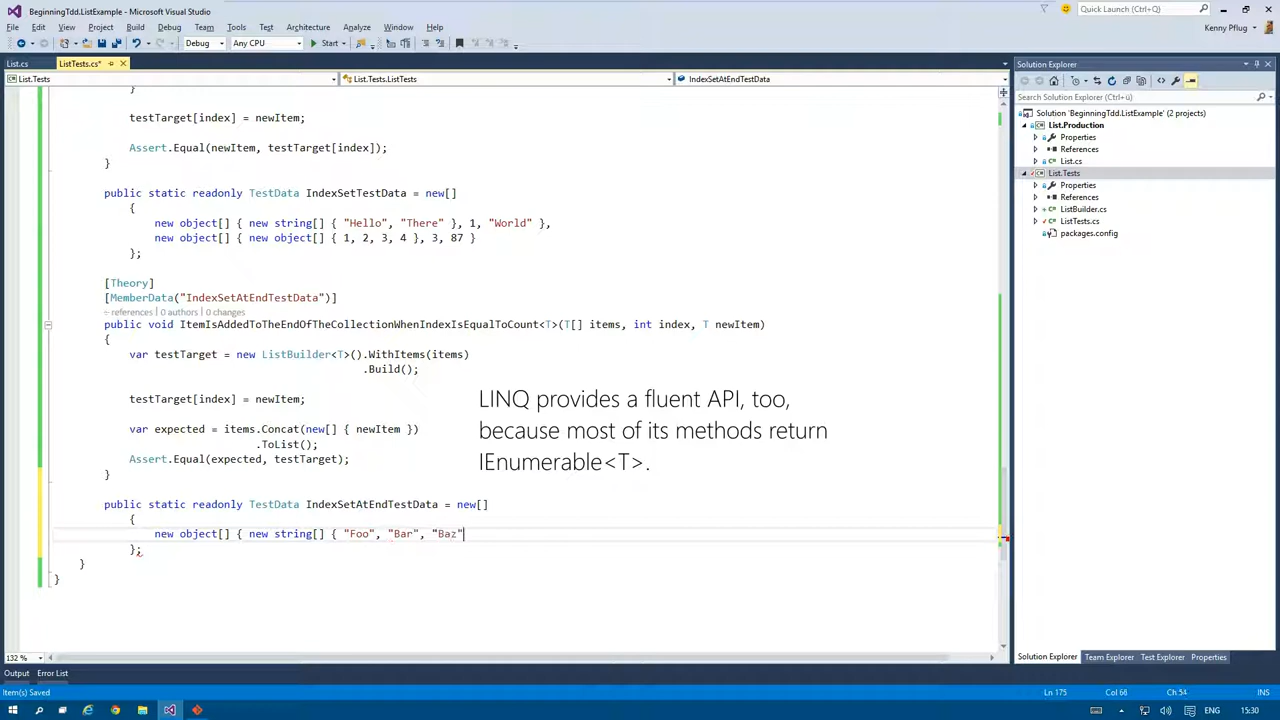 BeginningTdd.ListExample - Microsoft Visual Studio
Quick Launch (Ctrl+Q)
File Edit View Project Build Debug Team Tools Test Architecture Analyze Window Help
Kenny Pflug
Debug Any CPU Start
List.cs ListTests.cs*
Solution Explorer
List.Tests List.Tests.ListTests IndexSetAtEndTestData
Search Solution Explorer (Ctrl+ü)
}
testTarget[index] = newItem;
Assert.Equal(newItem, testTarget[index]);
}
public static readonly TestData IndexSetTestData = new[]
{
new object[] { new string[] { "Hello", "There" }, 1, "World" },
new object[] { new object[] { 1, 2, 3, 4 }, 3, 87 }
};
[Theory]
[MemberData("IndexSetAtEndTestData")]
references | 0 authors | 0 changes
public void ItemIsAddedToTheEndOfTheCollectionWhenIndexIsEqualToCount<T>(T[] items, int index, T newItem)
{
var testTarget = new ListBuilder<T>().WithItems(items)
.Build();
testTarget[index] = newItem;
var expected = items.Concat(new[] { newItem })
.ToList();
Assert.Equal(expected, testTarget);
}
public static readonly TestData IndexSetAtEndTestData = new[]
{
new object[] { new string[] { "Foo", "Bar", "Baz"
};
}
}
LINQ provides a fluent API, too,
because most of its methods return
IEnumerable<T>.
Solution 'BeginningTdd.ListExample' (2 projects)
List.Production
Properties
References
List.cs
List.Tests
Properties
References
ListBuilder.cs
ListTests.cs
packages.config
132 %
Solution Explorer Team Explorer Test Explorer Properties
Output Error List
Item(s) Saved Ln 175 Col 66 Ch 54 INS
ENG 15:30